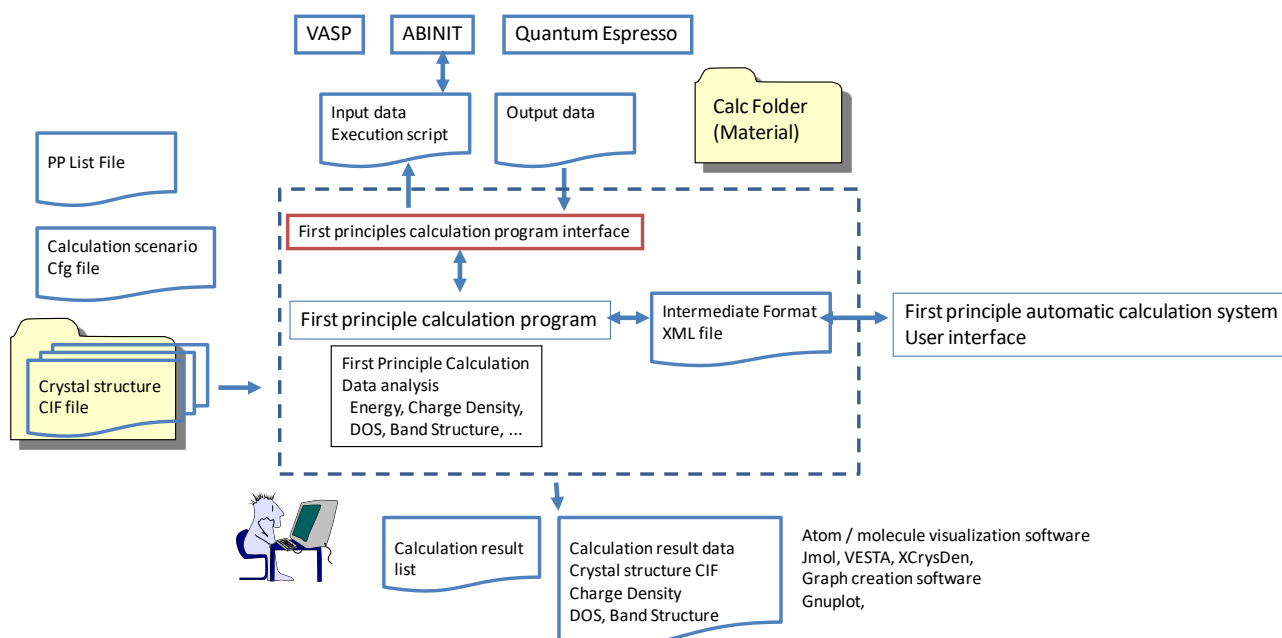 VASP
ABINIT
Quantum Espresso
Input data
Execution script
Output data
Calc Folder
(Material)
PP List File
Calculation scenario
Cfg file
Crystal structure
CIF file
First principles calculation program interface
First principle calculation program
Intermediate Format
XML file
First principle automatic calculation system
User interface
First Principle Calculation
Data analysis
Energy, Charge Density,
DOS, Band Structure, ...
Calculation result
list
Calculation result data
Crystal structure CIF
Charge Density
DOS, Band Structure
Atom / molecule visualization software
Jmol, VESTA, XCrysDen,
Graph creation software
Gnuplot,